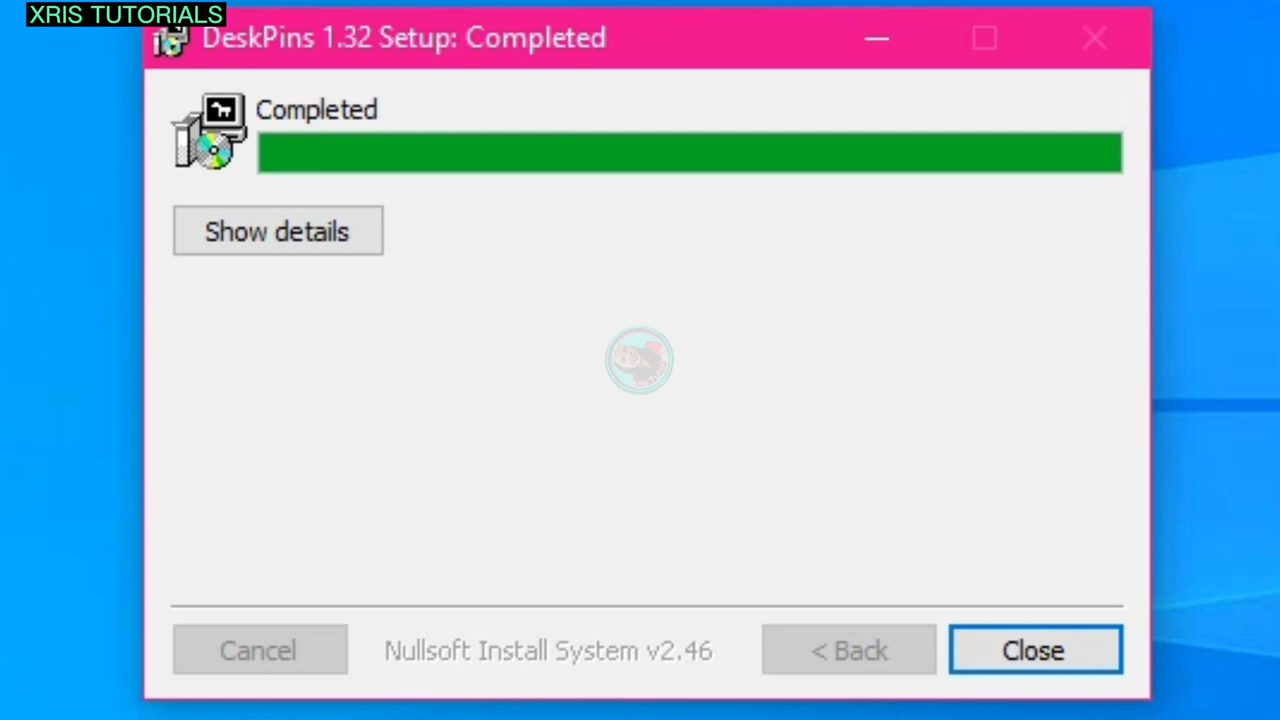 XRIS TUTORIALS
DeskPins 1.32 Setup: Completed
Completed
Show details
Cancel
Nullsoft Install System v2.46
< Back
Close